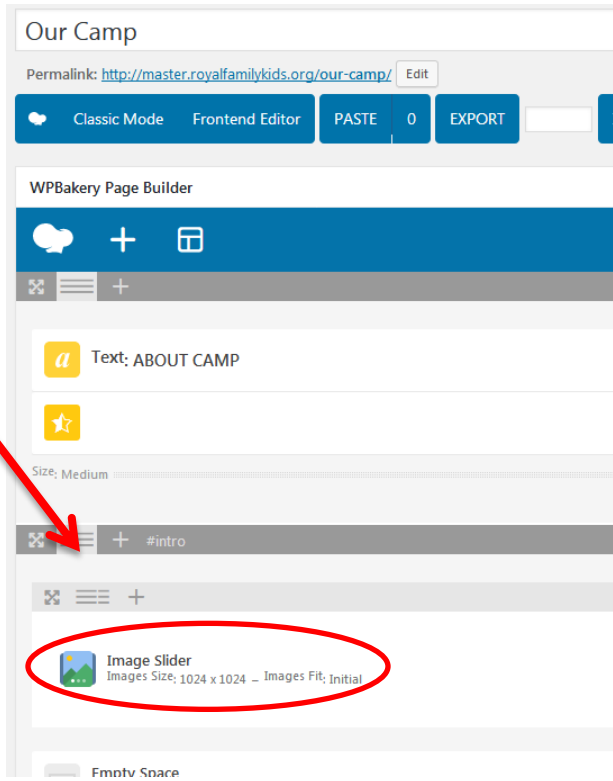 Our Camp
Permalink: http://master.royalfamilykids.org/our-camp/ Edit
Classic Mode Frontend Editor PASTE 0 EXPORT
WPBakery Page Builder
a Text: ABOUT CAMP
Size: Medium
#intro
Image Slider
Images Size: 1024 x 1024 – Images Fit: Initial
Empty Space